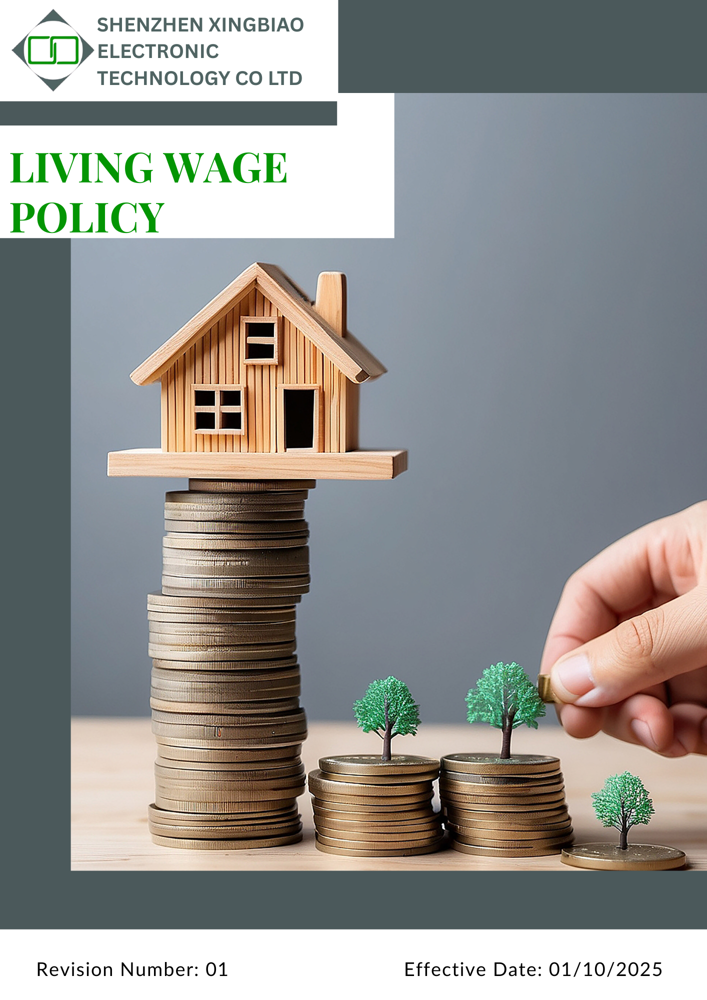 SHENZHEN XINGBIAO
ELECTRONIC
TECHNOLOGY CO LTD
LIVING WAGE
POLICY
Revision Number: 01
Effective Date: 01/10/2025